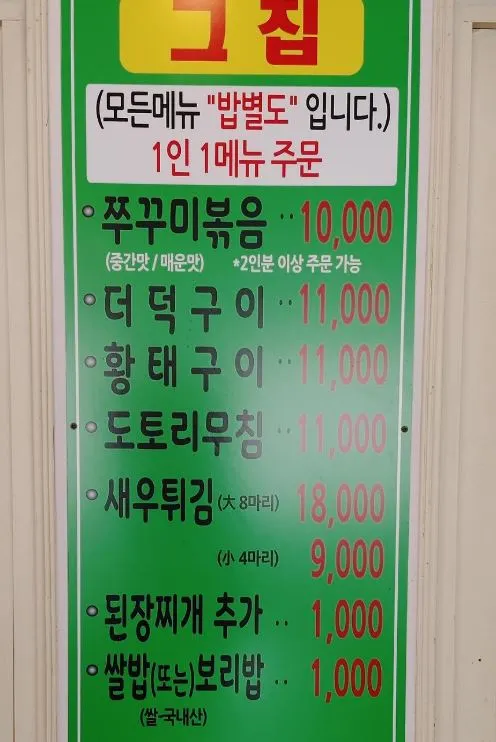 그 집
(모든메뉴 "밥별도" 입니다.)
1인 1메뉴 주문
쭈꾸미볶음 ·· 10,000
(중간맛 / 매운맛) *2인분 이상 주문 가능
더덕구이 ·· 11,000
황태구이 ·· 11,000
도토리무침 ·· 11,000
새우튀김 (大 8마리) 18,000
(小 4마리) 9,000
된장찌개 추가 ·· 1,000
쌀밥(또는)보리밥 ·· 1,000
(쌀-국내산)